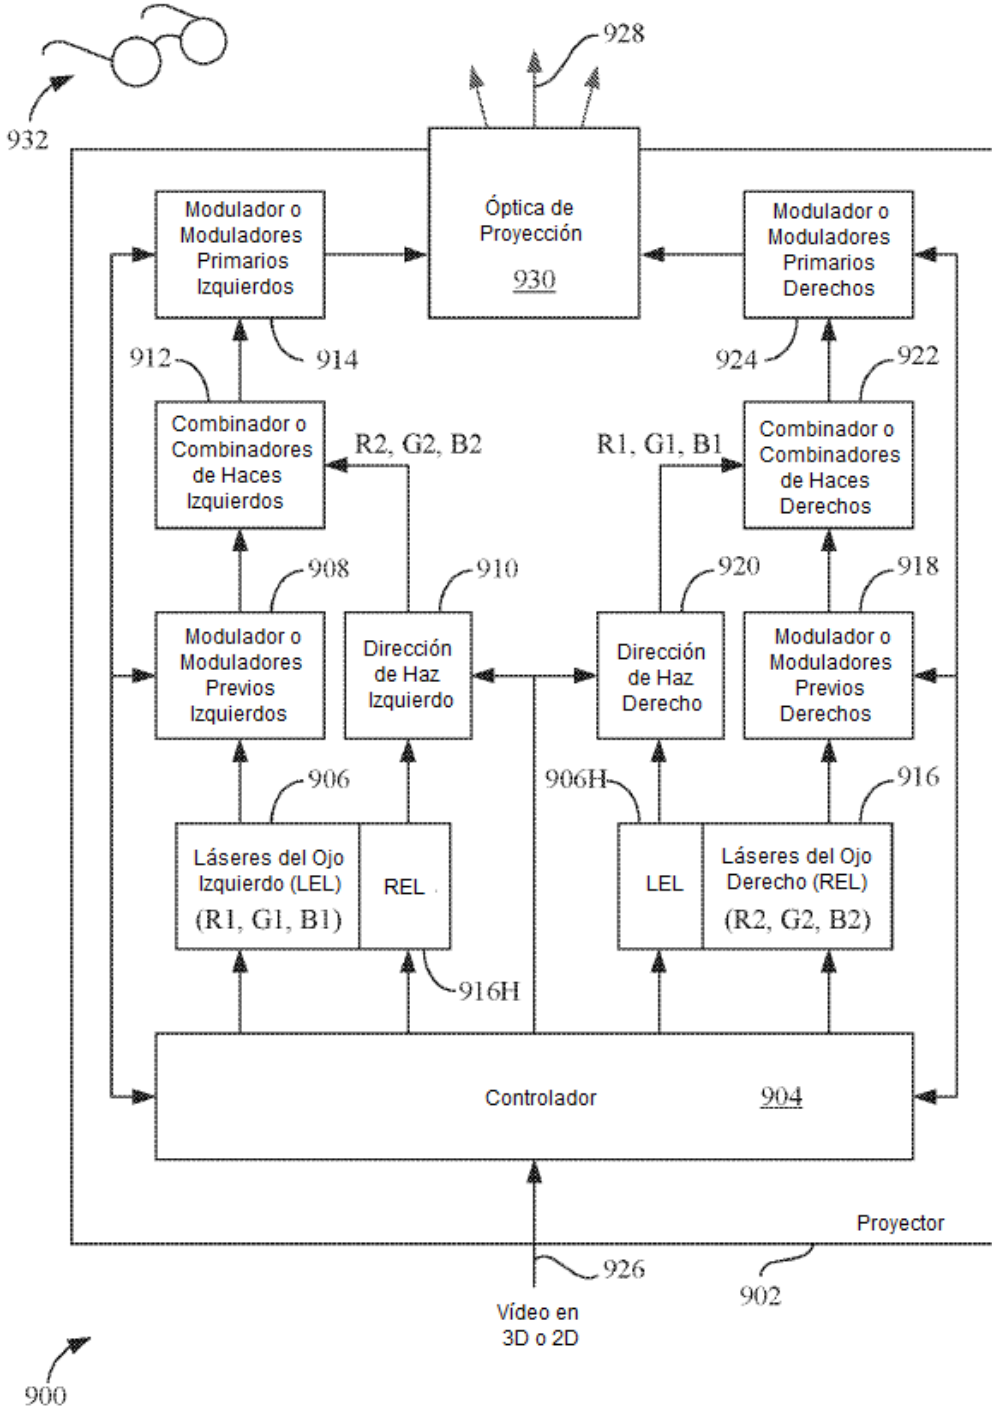 928
932
Modulador o
Moduladores
Primarios
Izquierdos
Óptica de
Proyección
930
Modulador o
Moduladores
Primarios
Derechos
912
914
924
922
Combinador o
Combinadores
de Haces
Izquierdos
R2, G2, B2
R1, G1, B1
Combinador o
Combinadores
de Haces
Derechos
908
910
920
918
Modulador o
Moduladores
Previos
Izquierdos
Dirección
de Haz
Izquierdo
Dirección
de Haz
Derecho
Modulador o
Moduladores
Previos
Derechos
906
906H
916
Láseres del Ojo
Izquierdo (LEL)
(R1, G1, B1)
REL
LEL
Láseres del Ojo
Derecho (REL)
(R2, G2, B2)
916H
Controlador
904
Proyector
926
902
Vídeo en
3D o 2D
900